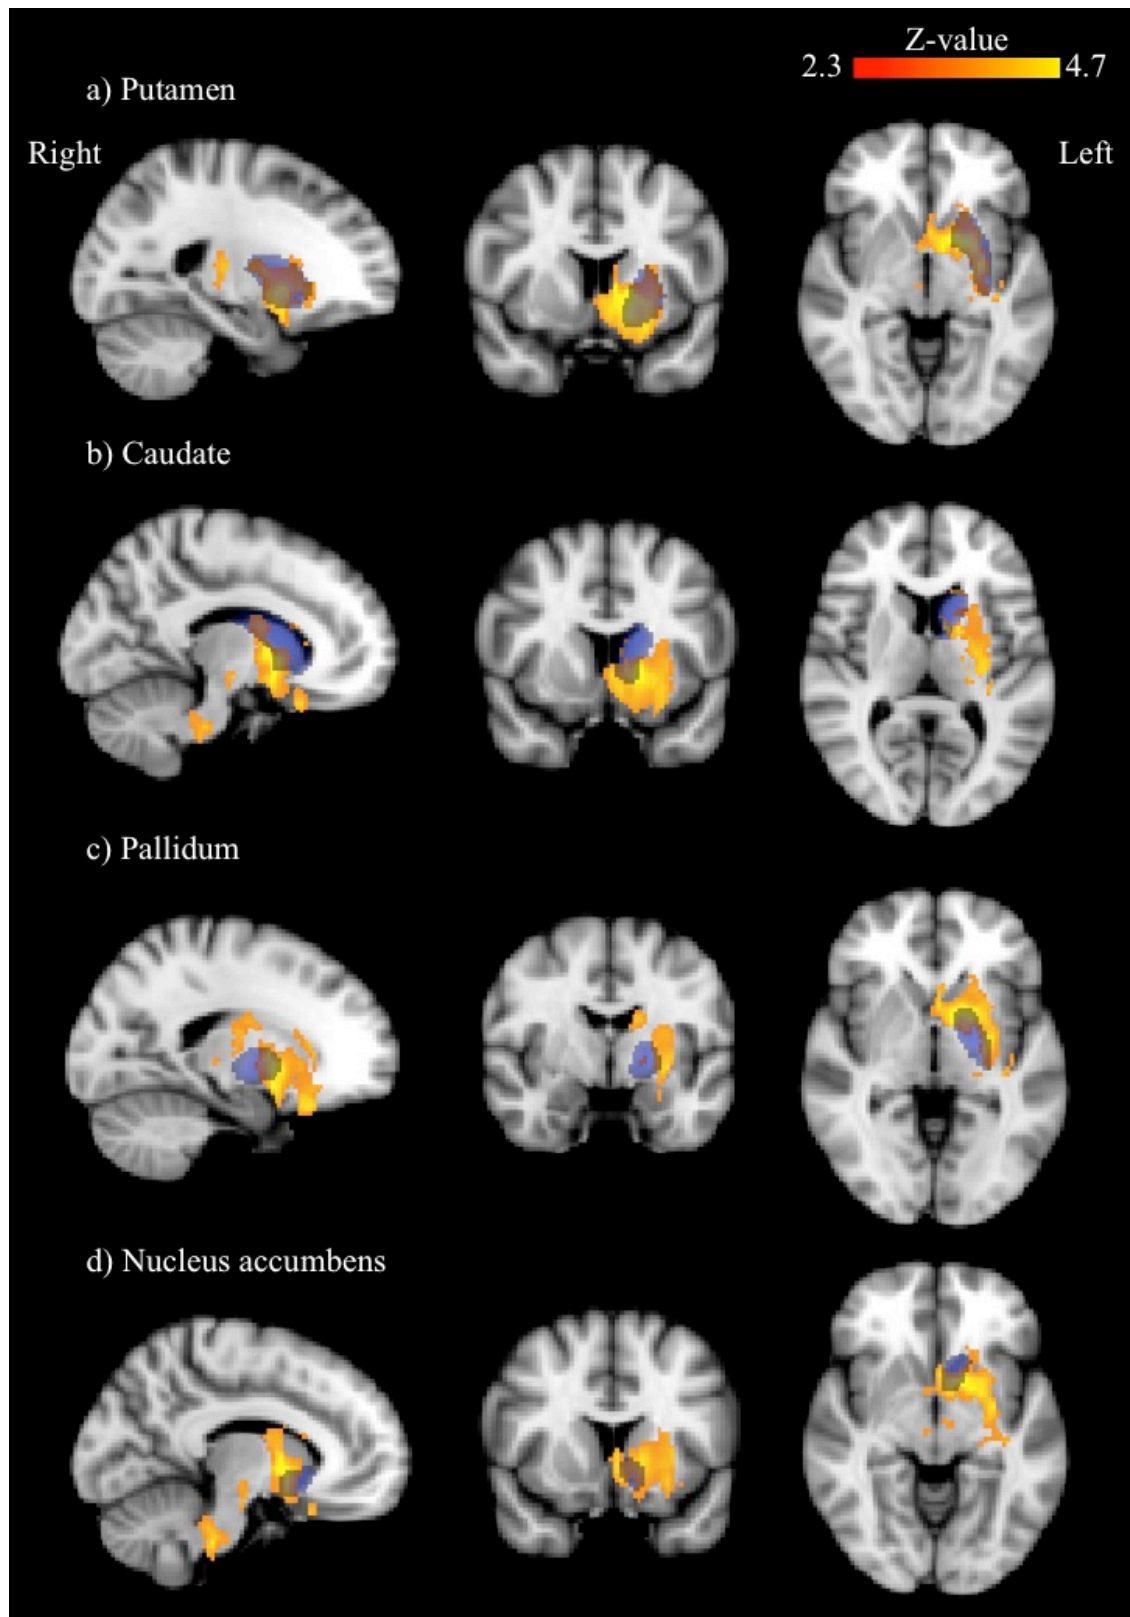 Z-value
2.3 4.7
a) Putamen
Right Left
b) Caudate
c) Pallidum
d) Nucleus accumbens